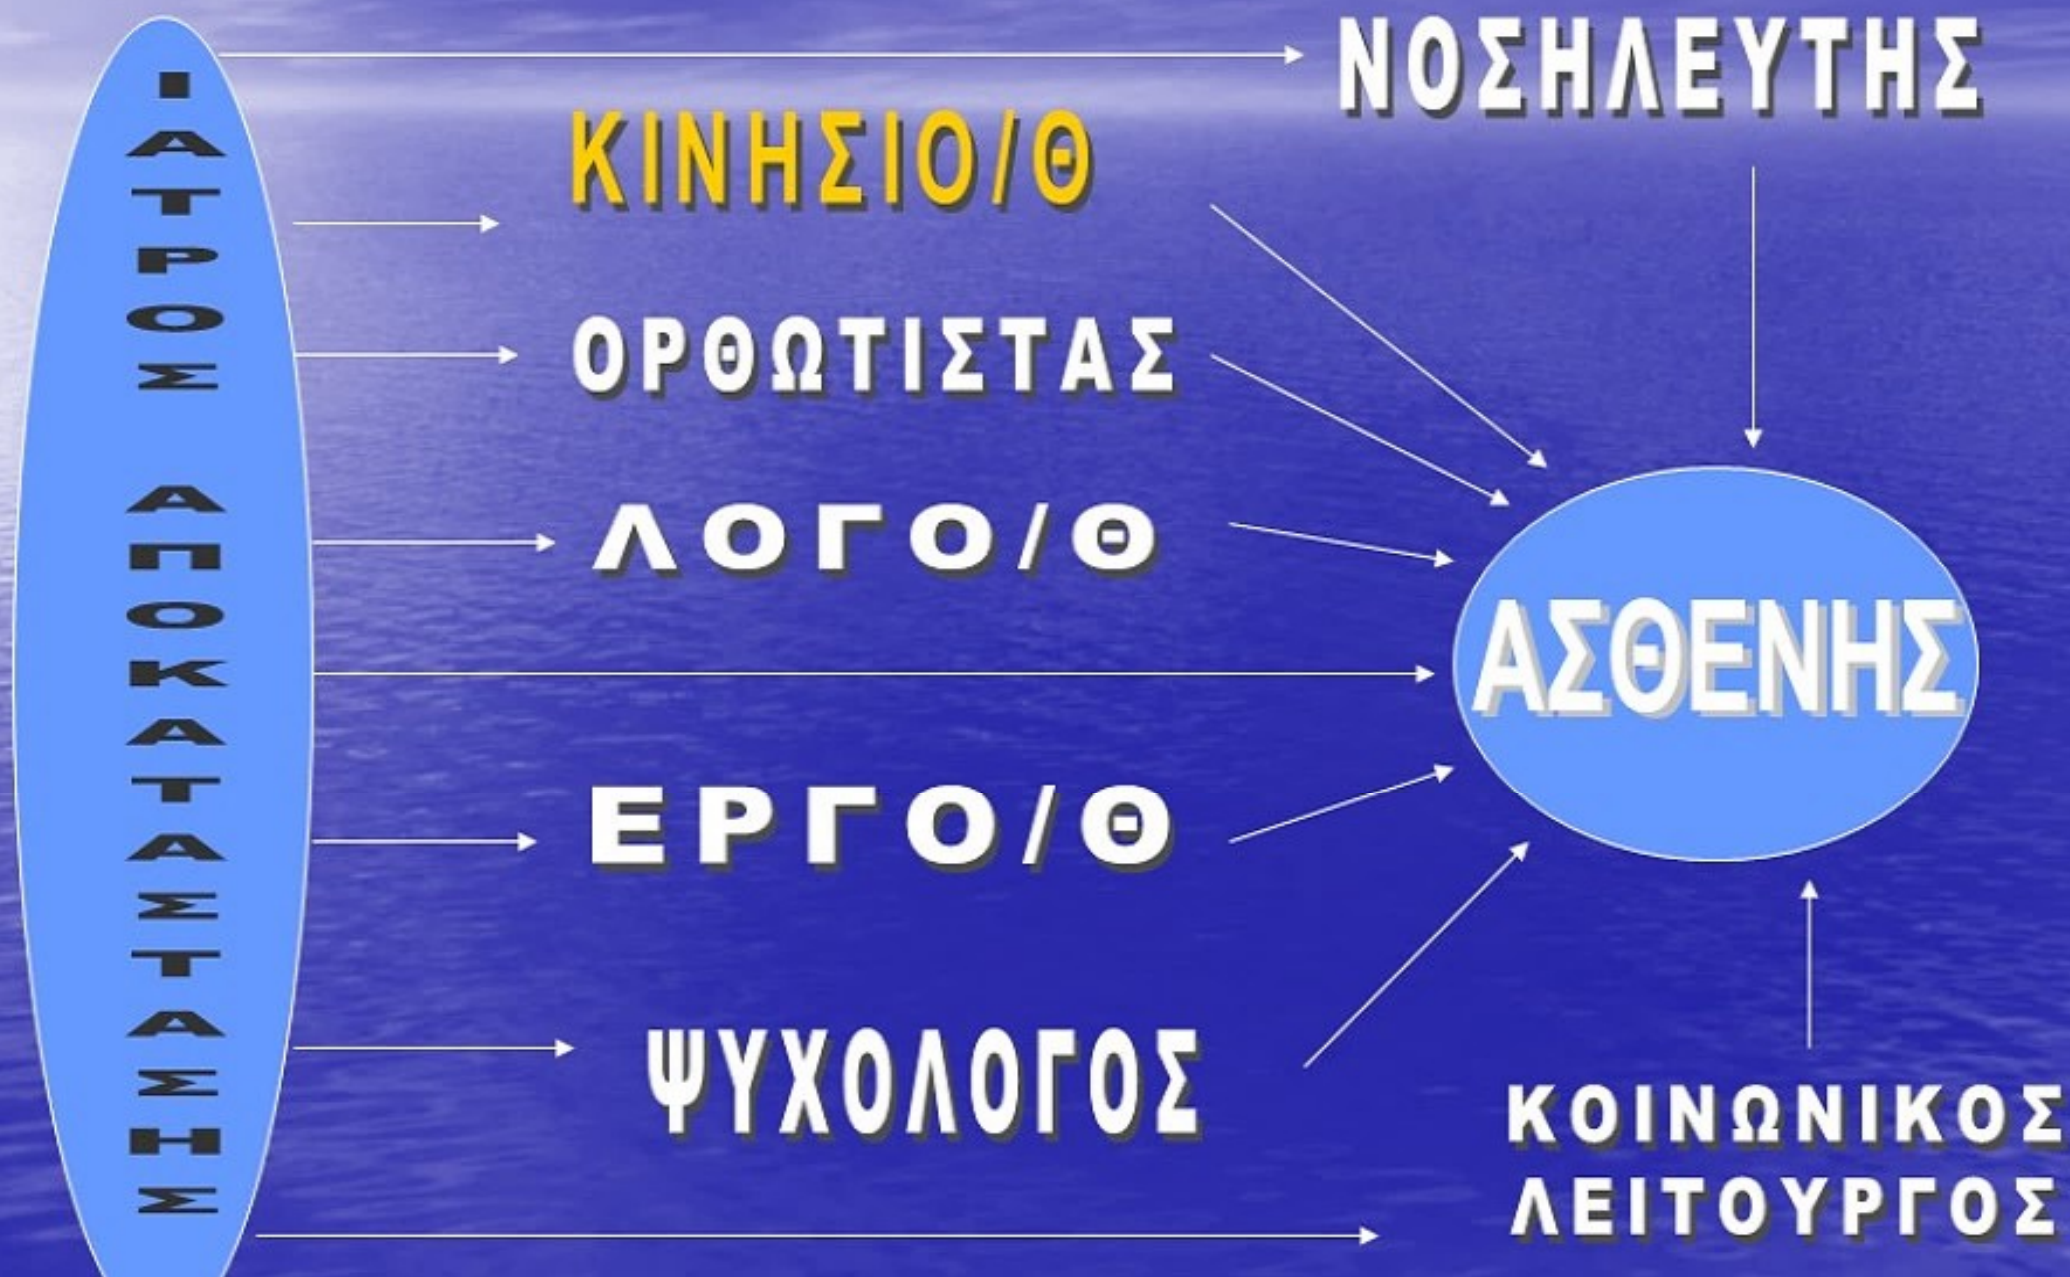 ΙΑΤΡΟΣ ΑΠΟΚΑΤΑΣΤΑΣΗΣ
ΝΟΣΗΛΕΥΤΗΣ
ΚΙΝΗΣΙΟ/Θ
ΟΡΘΩΤΙΣΤΑΣ
ΛΟΓΟ/Θ
ΑΣΘΕΝΗΣ
ΕΡΓΟ/Θ
ΨΥΧΟΛΟΓΟΣ
ΚΟΙΝΩΝΙΚΟΣ
ΛΕΙΤΟΥΡΓΟΣ